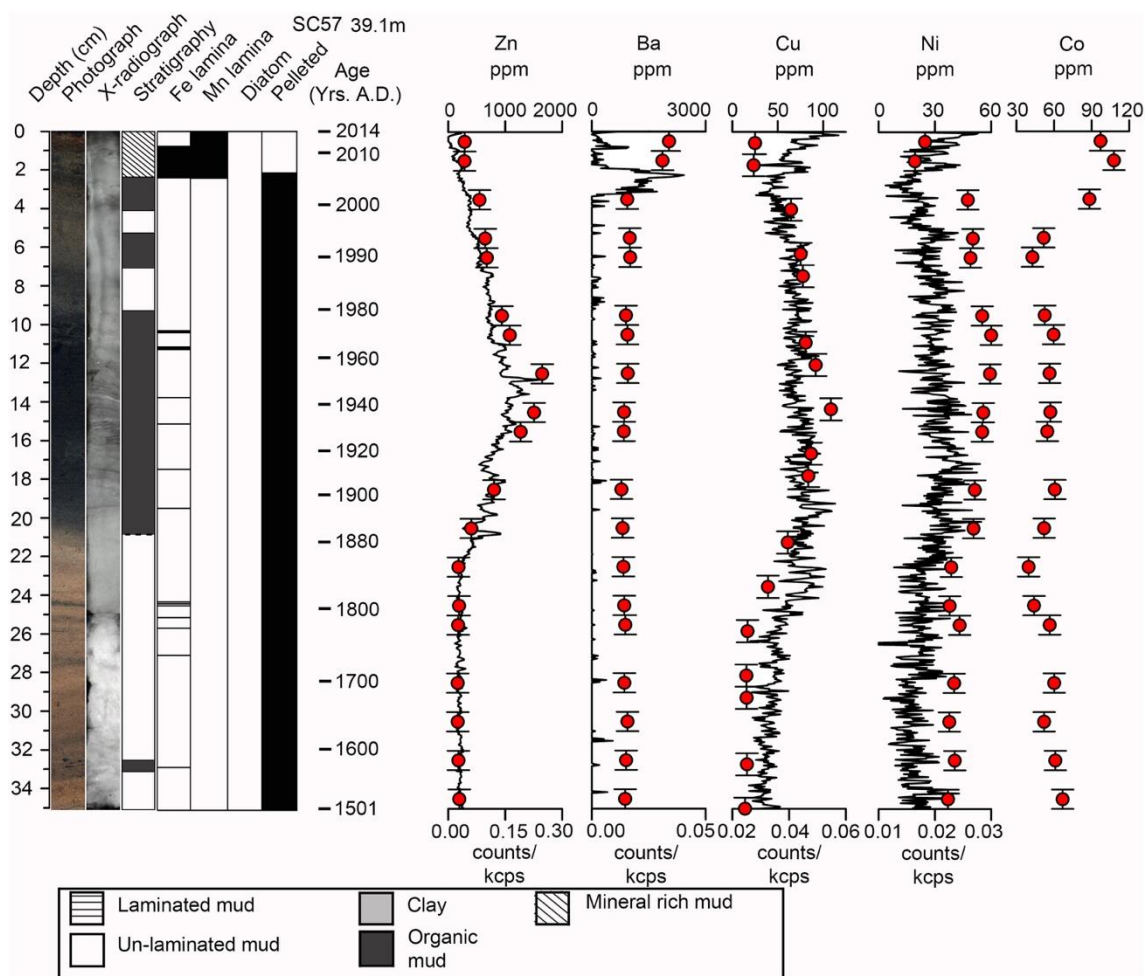 SC57 39.1m
Depth (cm)
Photograph
X-radiograph
Stratigraphy
Fe lamina
Mn lamina
Diatom
Pelleted
Age
(Yrs. A.D.)
Zn
ppm
Ba
ppm
Cu
ppm
Ni
ppm
Co
ppm
0 1000 2000
0 3000
0 25 50 75 100
0 30 60
30 60 90 120
0
2
4
6
8
10
12
14
16
18
20
22
24
26
28
30
32
34
2014
2010
2000
1990
1980
1960
1940
1920
1900
1880
1800
1700
1600
1501
0.00 0.15 0.30
0.00 0.05
0.02 0.04 0.06
0.01 0.02 0.03
counts/
kcps
counts/
kcps
counts/
kcps
counts/
kcps
Laminated mud
Un-laminated mud
Clay
Organic
mud
Mineral rich mud